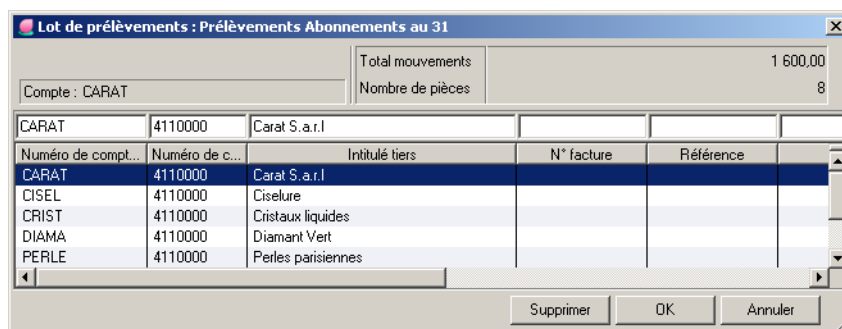 Lot de prélèvements : Prélèvements Abonnements au 31
Total mouvements 1 600,00
Compte : CARAT Nombre de pièces 8
CARAT 4110000 Carat S.a.r.l
Numéro de compt... Numéro de c... Intitulé tiers N° facture Référence
CARAT 4110000 Carat S.a.r.l
CISEL 4110000 Ciselure
CRIST 4110000 Cristaux liquides
DIAMA 4110000 Diamant Vert
PERLE 4110000 Perles parisiennes
Supprimer OK Annuler